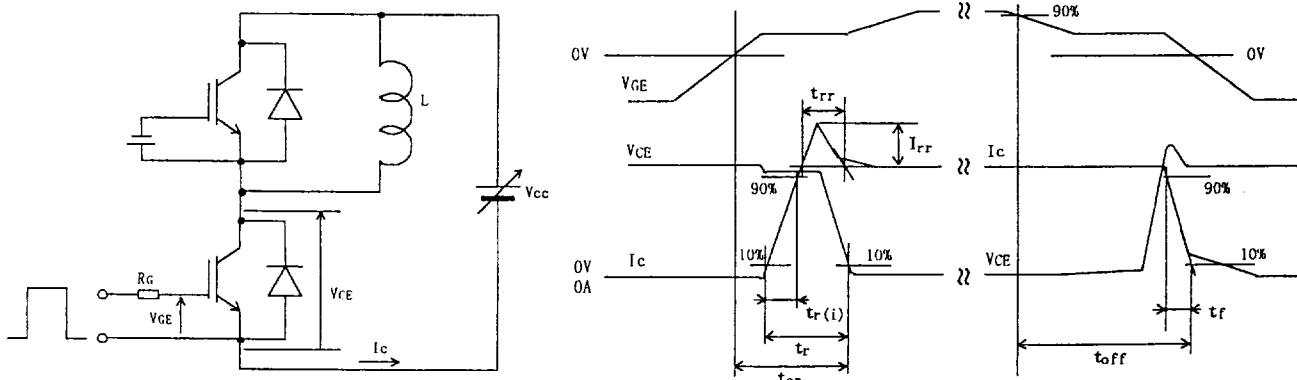 L
Vcc
RG
VGE
VCE
Ic
0V
VGE
VCE
0V
0A
Ic
90%
10%
trr
Irr
10%
tr(i)
tr
90%
0V
Ic
90%
VCE
10%
tf
toff